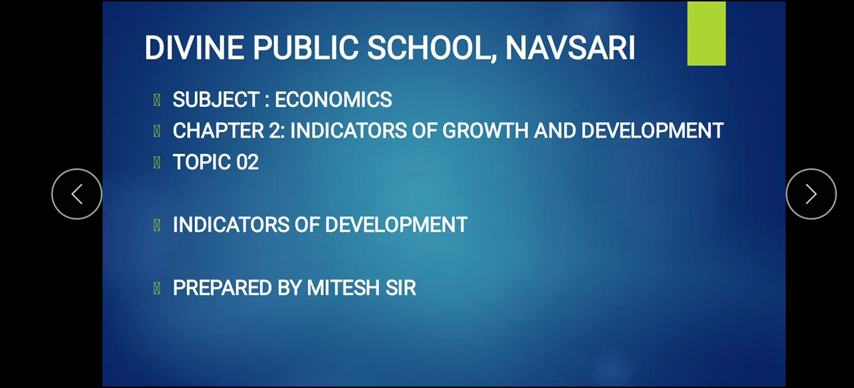 DIVINE PUBLIC SCHOOL, NAVSARI
SUBJECT : ECONOMICS
CHAPTER 2: INDICATORS OF GROWTH AND DEVELOPMENT
TOPIC 02
INDICATORS OF DEVELOPMENT
PREPARED BY MITESH SIR